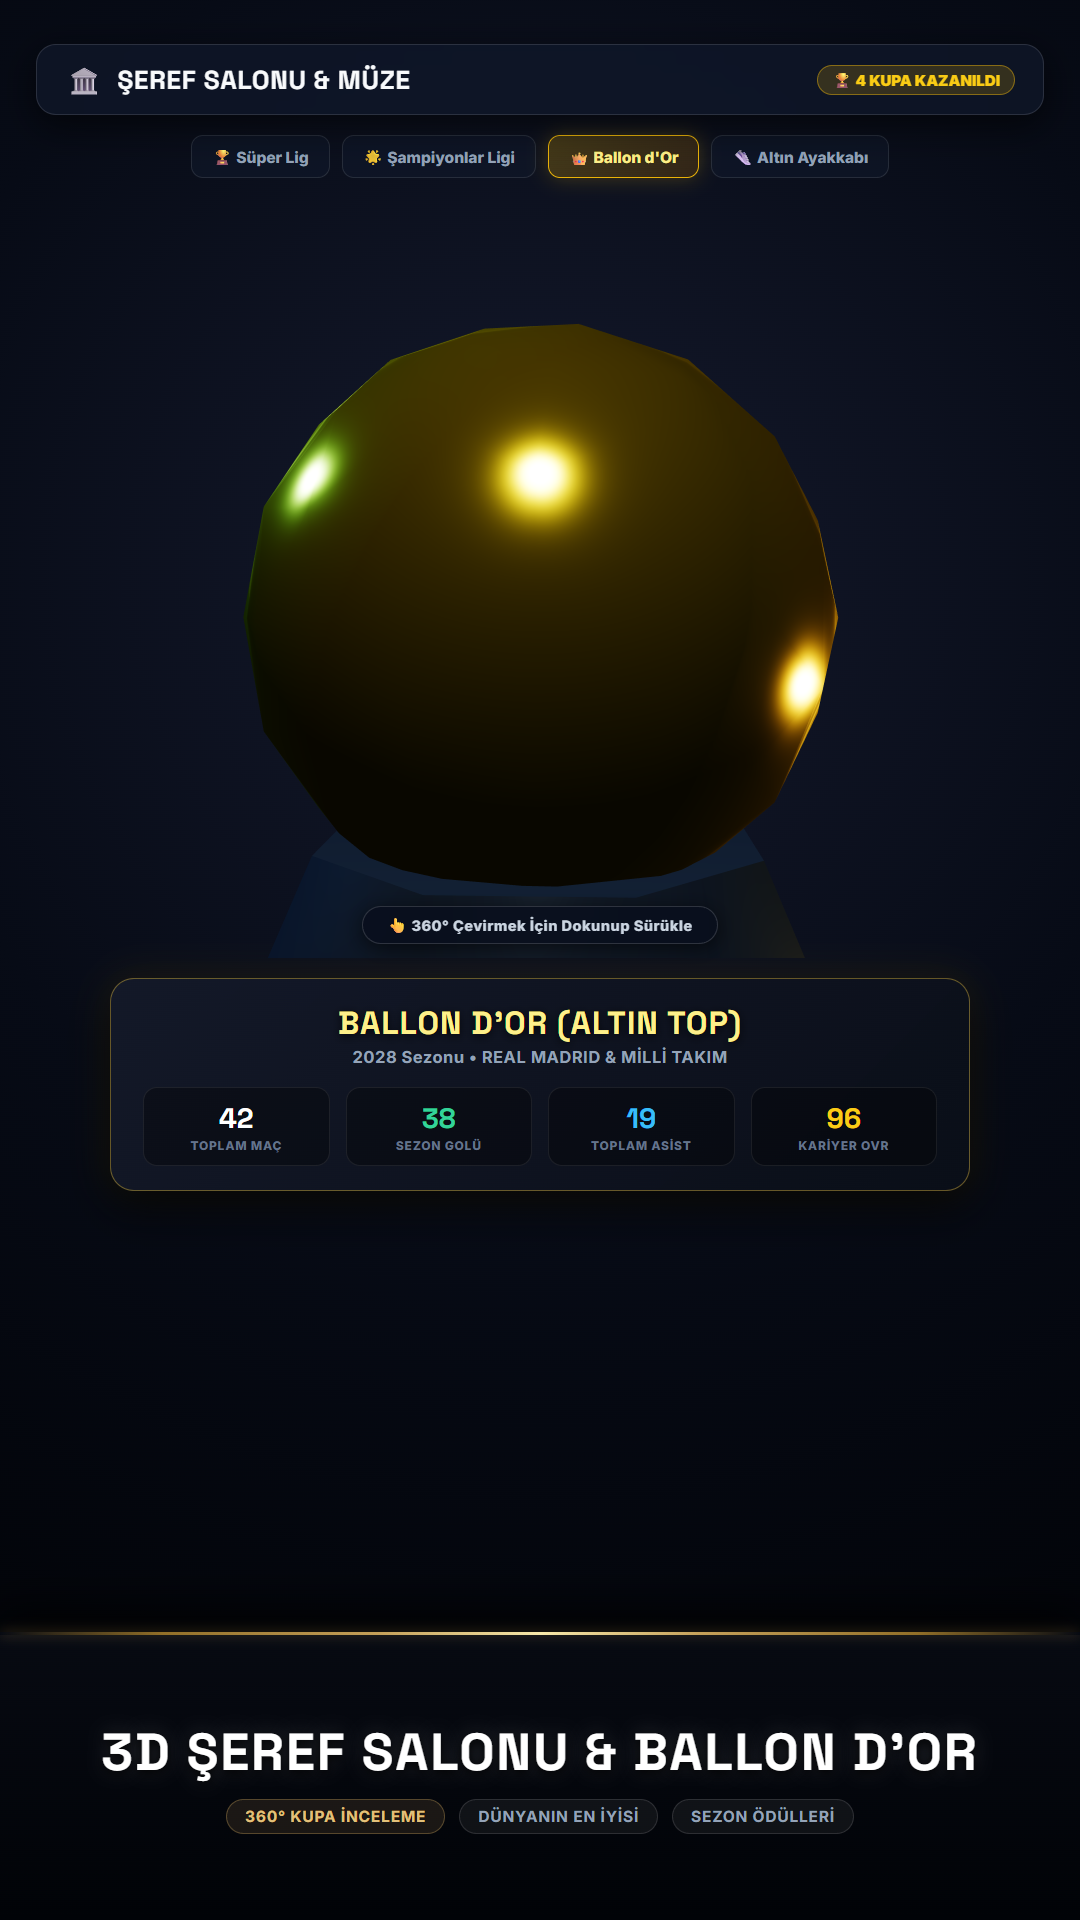 🏛️ ŞEREF SALONU & MÜZE
🏆 4 KUPA KAZANILDI
🏆 Süper Lig
🌟 Şampiyonlar Ligi
👑 Ballon d'Or
👟 Altın Ayakkabı
👆 360° Çevirmek İçin Dokunup Sürükle
BALLON D’OR (ALTIN TOP)
2028 Sezonu • REAL MADRID & MİLLİ TAKIM
42
TOPLAM MAÇ
38
SEZON GOLÜ
19
TOPLAM ASİST
96
KARİYER OVR
3D ŞEREF SALONU & BALLON D’OR
360° KUPA İNCELEME
DÜNYANIN EN İYİSİ
SEZON ÖDÜLLERİ